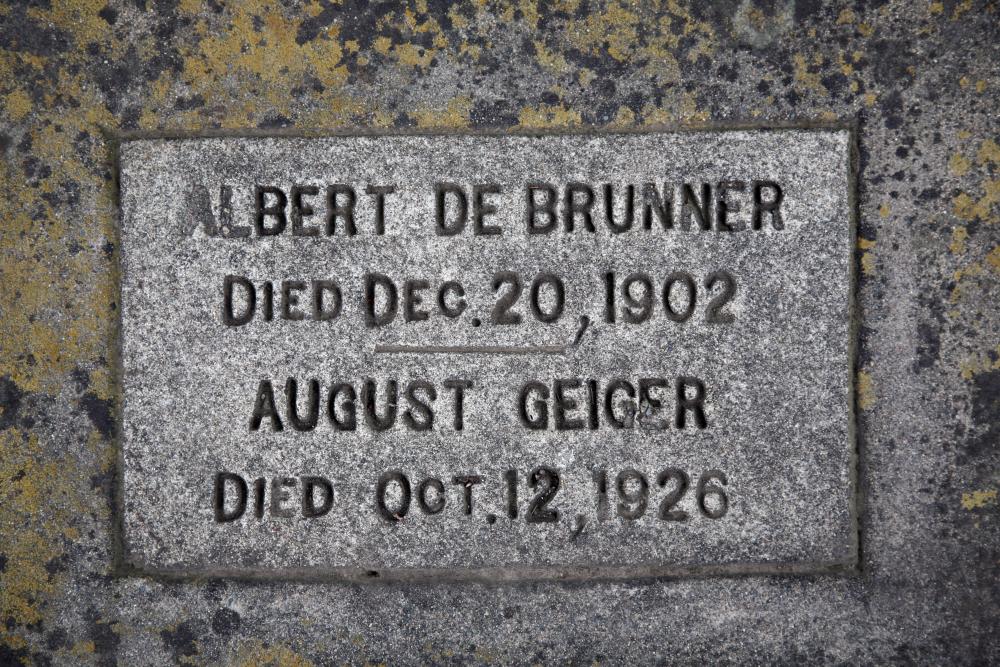 ALBERT DE BRUNNER
DIED DEC. 20, 1902
AUGUST GEIGER
DIED OCT. 12, 1926